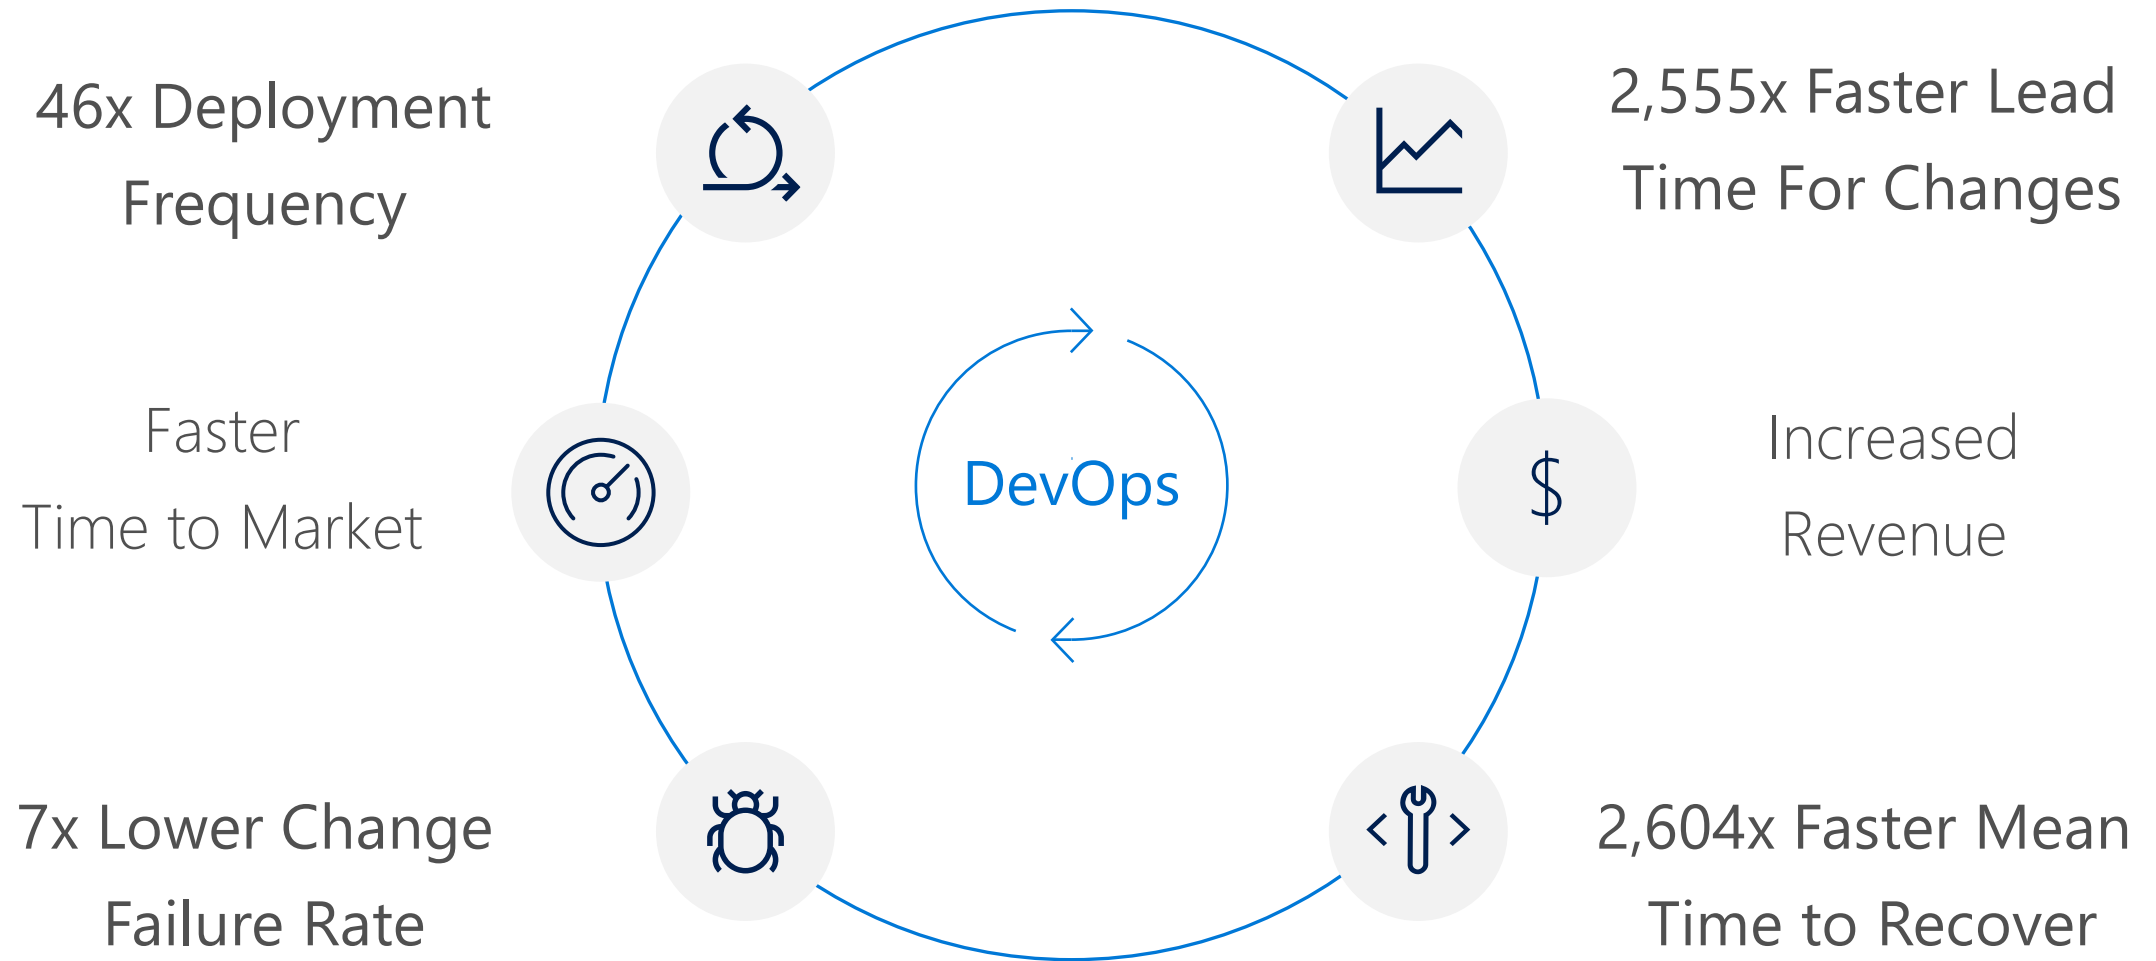 46x Deployment
Frequency
2,555x Faster Lead
Time For Changes
Faster
Time to Market
DevOps
Increased
Revenue
7x Lower Change
Failure Rate
2,604x Faster Mean
Time to Recover